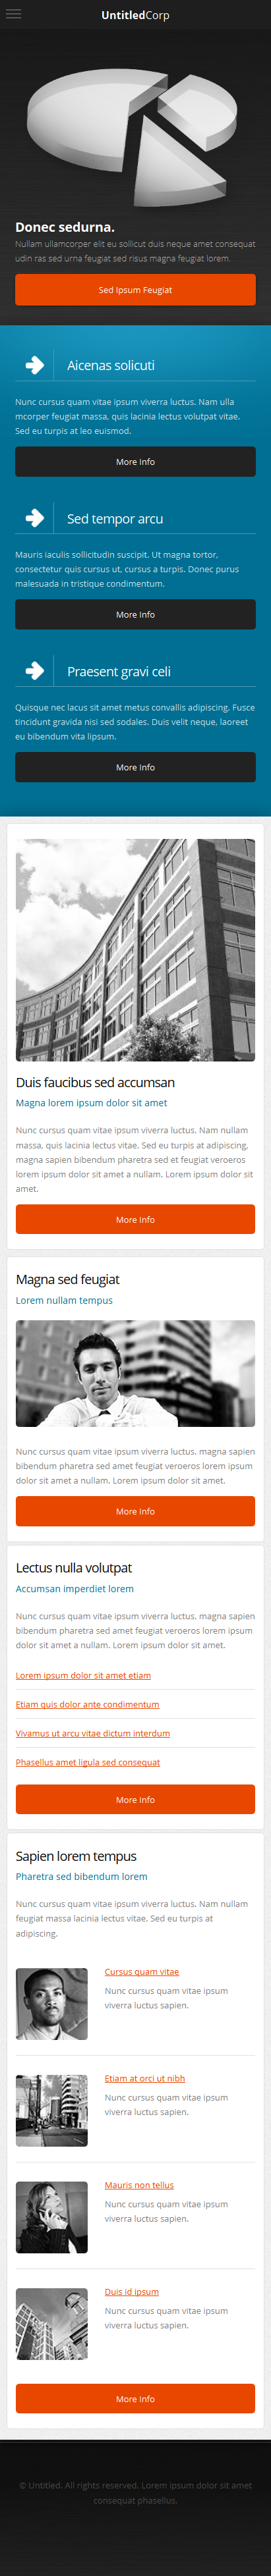 UntitledCorp
Donec sedurna.
Nullam ullamcorper elit eu sollicut duis neque amet consequat
udin ras sed urna feugiat sed risus magna feugiat lorem.
Sed Ipsum Feugiat
Aicenas solicuti
Nunc cursus quam vitae ipsum viverra luctus. Nam ulla
mcorper feugiat massa, quis lacinia lectus volutpat vitae.
Sed eu turpis at leo euismod.
More Info
Sed tempor arcu
Mauris iaculis sollicitudin suscipit. Ut magna tortor,
consectetur quis cursus ut, cursus a turpis. Donec purus
malesuada in tristique condimentum.
More Info
Praesent gravi celi
Quisque nec lacus sit amet metus convallis adipiscing. Fusce
tincidunt gravida nisi sed sodales. Duis velit neque, laoreet
eu bibendum vita lipsum.
More Info
Duis faucibus sed accumsan
Magna lorem ipsum dolor sit amet
Nunc cursus quam vitae ipsum viverra luctus. Nam nullam
massa, quis lacinia lectus vitae. Sed eu turpis at adipiscing,
magna sapien bibendum pharetra sed et feugiat veroeros
lorem ipsum dolor sit amet a nullam. Lorem ipsum dolor sit
amet.
More Info
Magna sed feugiat
Lorem nullam tempus
Nunc cursus quam vitae ipsum viverra luctus. magna sapien
bibendum pharetra sed amet feugiat veroeros lorem ipsum
dolor sit amet a nullam. Lorem ipsum dolor sit amet.
More Info
Lectus nulla volutpat
Accumsan imperdiet lorem
Nunc cursus quam vitae ipsum viverra luctus. magna sapien
bibendum pharetra sed amet feugiat veroeros lorem ipsum
dolor sit amet a nullam. Lorem ipsum dolor sit amet.
Lorem ipsum dolor sit amet etiam
Etiam quis dolor ante condimentum
Vivamus ut arcu vitae dictum interdum
Phasellus amet ligula sed consequat
More Info
Sapien lorem tempus
Pharetra sed bibendum lorem
Nunc cursus quam vitae ipsum viverra luctus. Nam nullam
feugiat massa lacinia lectus vitae. Sed eu turpis at
adipiscing.
Cursus quam vitae
Nunc cursus quam vitae ipsum
viverra luctus sapien.
Etiam at orci ut nibh
Nunc cursus quam vitae ipsum
viverra luctus sapien.
Mauris non tellus
Nunc cursus quam vitae ipsum
viverra luctus sapien.
Duis id ipsum
Nunc cursus quam vitae ipsum
viverra luctus sapien.
More Info
© Untitled. All rights reserved. Lorem ipsum dolor sit amet
consequat phasellus.